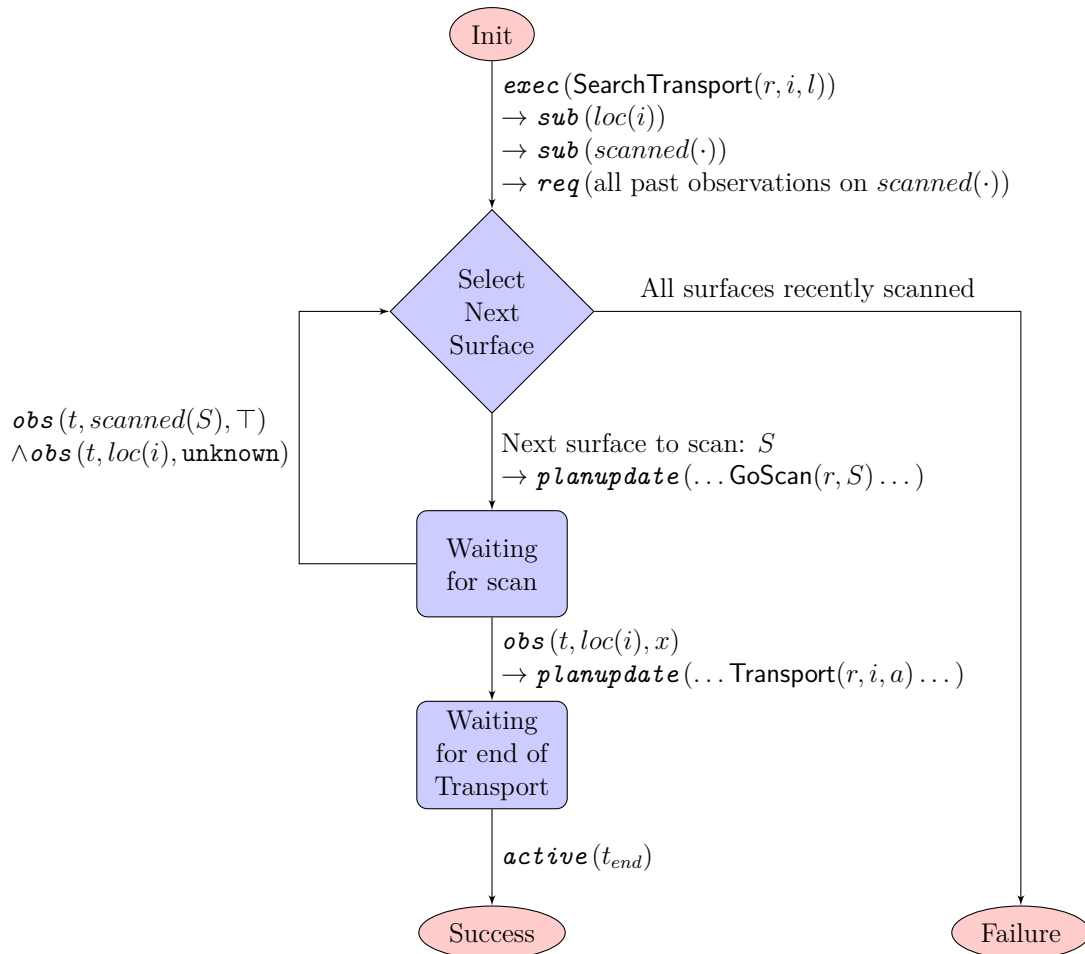 Init
exec(SearchTransport(r, i, l))
→ sub(loc(i))
→ sub(scanned(·))
→ req(all past observations on scanned(·))
Select
Next
Surface
All surfaces recently scanned
obs(t, scanned(S), ⊤)
∧obs(t, loc(i), unknown)
Next surface to scan: S
→ planupdate(...GoScan(r, S)...)
Waiting
for scan
obs(t, loc(i), x)
→ planupdate(...Transport(r, i, a)...)
Waiting
for end of
Transport
active(t_end)
Success
Failure